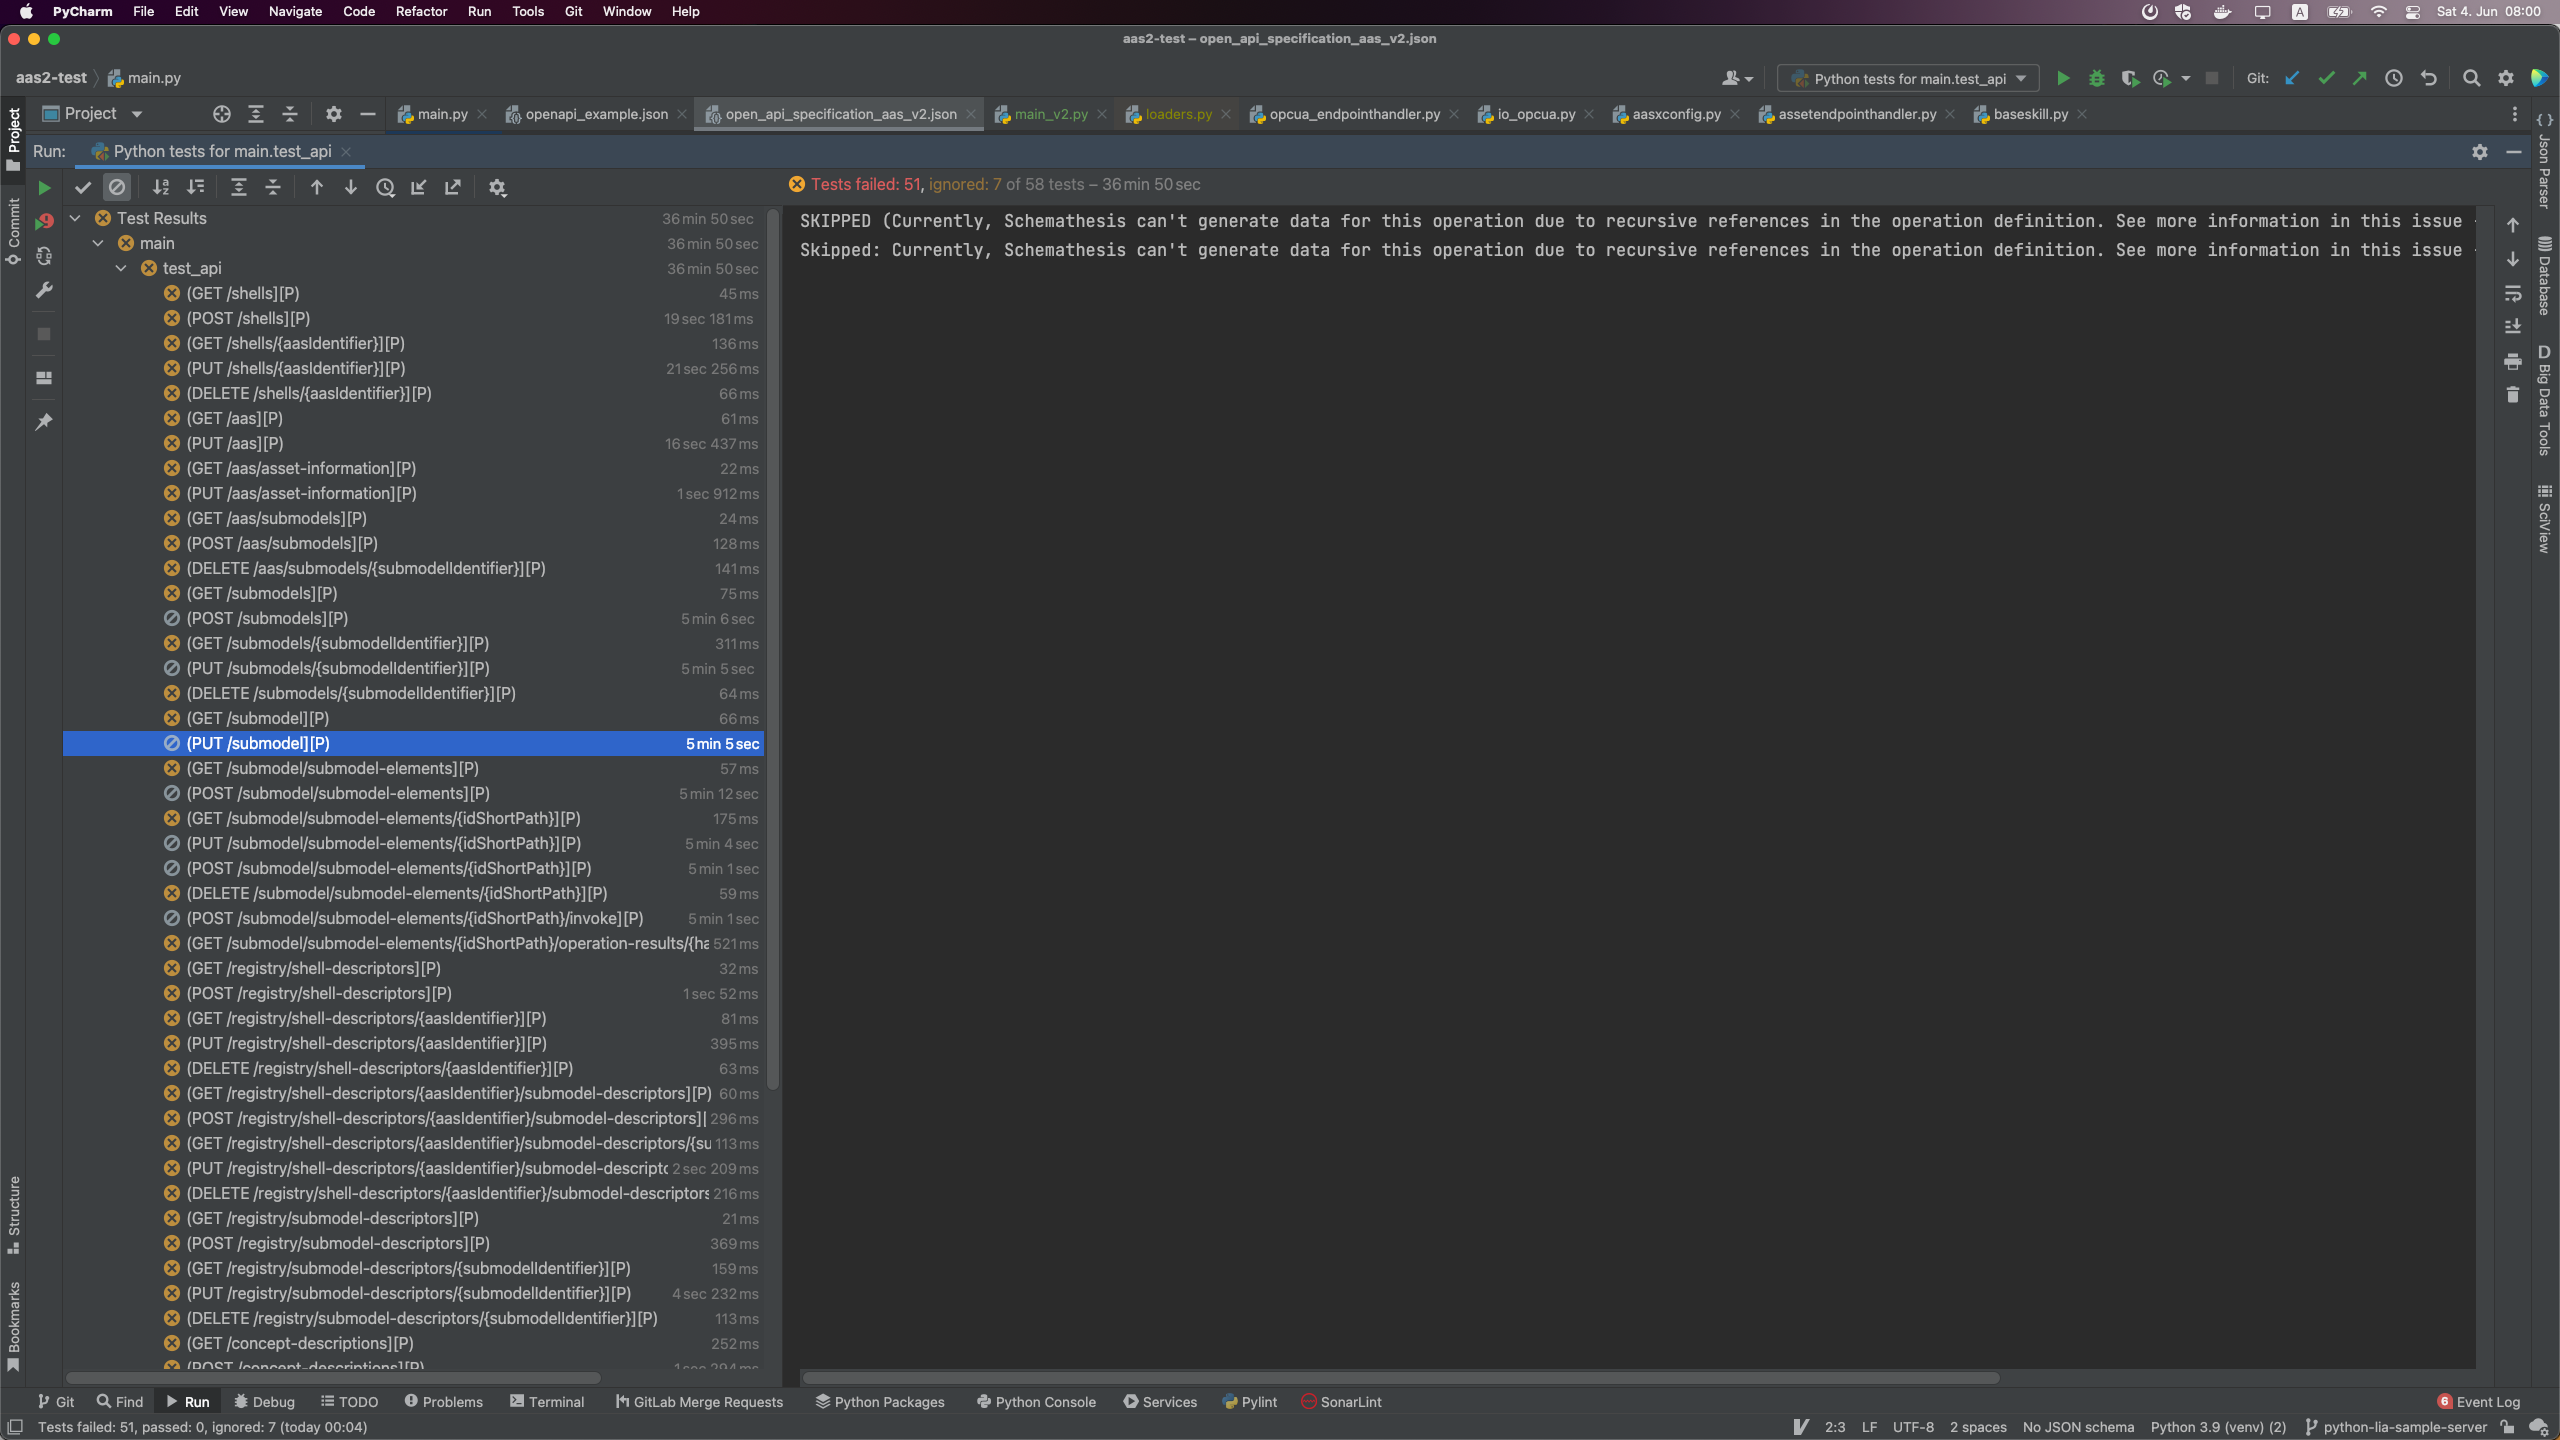 PyCharm File Edit View Navigate Code Refactor Run Tools Git Window Help
A Sat 4. Jun 08:00
aas2-test – open_api_specification_aas_v2.json
aas2-test main.py
Python tests for main.test_api
Git:
Project
main.py openapi_example.json open_api_specification_aas_v2.json main_v2.py loaders.py opcua_endpointhandler.py io_opcua.py aasxconfig.py assetendpointhandler.py baseskill.py
Run: Python tests for main.test_api
Tests failed: 51, ignored: 7 of 58 tests – 36 min 50 sec
Test Results 36 min 50 sec
main 36 min 50 sec
test_api 36 min 50 sec
(GET /shells][P) 45 ms
(POST /shells][P) 19 sec 181 ms
(GET /shells/{aasIdentifier}][P) 136 ms
(PUT /shells/{aasIdentifier}][P) 21 sec 256 ms
(DELETE /shells/{aasIdentifier}][P) 66 ms
(GET /aas][P) 61 ms
(PUT /aas][P) 16 sec 437 ms
(GET /aas/asset-information][P) 22 ms
(PUT /aas/asset-information][P) 1 sec 912 ms
(GET /aas/submodels][P) 24 ms
(POST /aas/submodels][P) 128 ms
(DELETE /aas/submodels/{submodelIdentifier}][P) 141 ms
(GET /submodels][P) 75 ms
(POST /submodels][P) 5 min 6 sec
(GET /submodels/{submodelIdentifier}][P) 311 ms
(PUT /submodels/{submodelIdentifier}][P) 5 min 5 sec
(DELETE /submodels/{submodelIdentifier}][P) 64 ms
(GET /submodel][P) 66 ms
(PUT /submodel][P) 5 min 5 sec
(GET /submodel/submodel-elements][P) 57 ms
(POST /submodel/submodel-elements][P) 5 min 12 sec
(GET /submodel/submodel-elements/{idShortPath}][P) 175 ms
(PUT /submodel/submodel-elements/{idShortPath}][P) 5 min 4 sec
(POST /submodel/submodel-elements/{idShortPath}][P) 5 min 1 sec
(DELETE /submodel/submodel-elements/{idShortPath}][P) 59 ms
(POST /submodel/submodel-elements/{idShortPath}/invoke][P) 5 min 1 sec
(GET /submodel/submodel-elements/{idShortPath}/operation-results/{ha 521 ms
(GET /registry/shell-descriptors][P) 32 ms
(POST /registry/shell-descriptors][P) 1 sec 52 ms
(GET /registry/shell-descriptors/{aasIdentifier}][P) 81 ms
(PUT /registry/shell-descriptors/{aasIdentifier}][P) 395 ms
(DELETE /registry/shell-descriptors/{aasIdentifier}][P) 63 ms
(GET /registry/shell-descriptors/{aasIdentifier}/submodel-descriptors][P) 60 ms
(POST /registry/shell-descriptors/{aasIdentifier}/submodel-descriptors][ 296 ms
(GET /registry/shell-descriptors/{aasIdentifier}/submodel-descriptors/{su 113 ms
(PUT /registry/shell-descriptors/{aasIdentifier}/submodel-descripto 2 sec 209 ms
(DELETE /registry/shell-descriptors/{aasIdentifier}/submodel-descriptors 216 ms
(GET /registry/submodel-descriptors][P) 21 ms
(POST /registry/submodel-descriptors][P) 369 ms
(GET /registry/submodel-descriptors/{submodelIdentifier}][P) 159 ms
(PUT /registry/submodel-descriptors/{submodelIdentifier}][P) 4 sec 232 ms
(DELETE /registry/submodel-descriptors/{submodelIdentifier}][P) 113 ms
(GET /concept-descriptions][P) 252 ms
(POST /concept-descriptions][P) 1 sec 294 ms
SKIPPED (Currently, Schemathesis can't generate data for this operation due to recursive references in the operation definition. See more information in this issue
Skipped: Currently, Schemathesis can't generate data for this operation due to recursive references in the operation definition. See more information in this issue
Project
Commit
Structure
Bookmarks
Json Parser
Database
D Big Data Tools
SciView
Git Find Run Debug TODO Problems Terminal GitLab Merge Requests Python Packages Python Console Services Pylint SonarLint 6 Event Log
Tests failed: 51, passed: 0, ignored: 7 (today 00:04) 2:3 LF UTF-8 2 spaces No JSON schema Python 3.9 (venv) (2) python-lia-sample-server